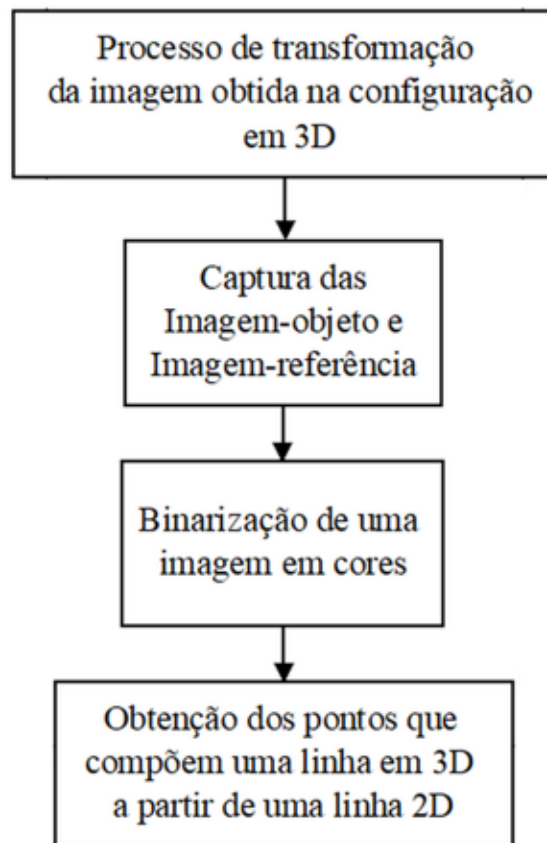 Processo de transformação
da imagem obtida na configuração
em 3D
Captura das
Imagem-objeto e
Imagem-referência
Binarização de uma
imagem em cores
Obtenção dos pontos que
compõem uma linha em 3D
a partir de uma linha 2D